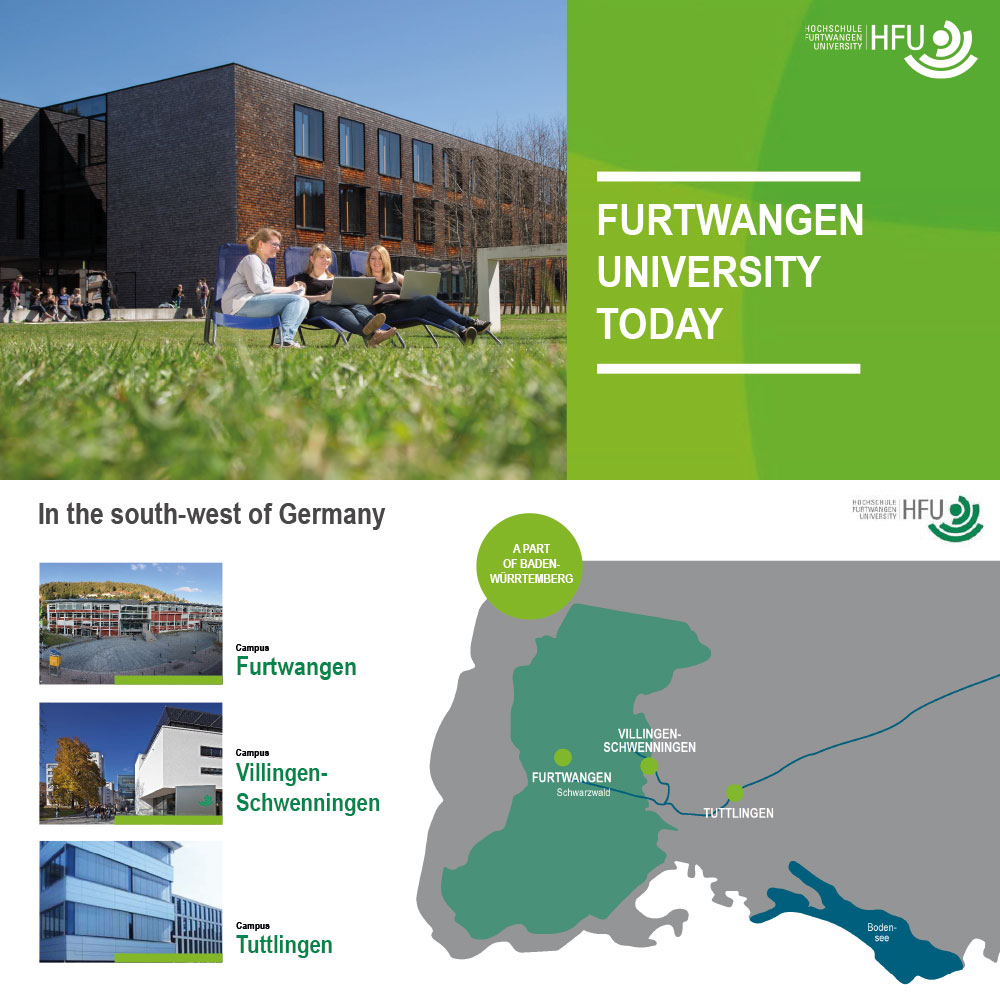 HOCHSCHULE
FURTWANGEN
UNIVERSITY
HFU
FURTWANGEN
UNIVERSITY
TODAY
In the south-west of Germany
HOCHSCHULE
FURTWANGEN
UNIVERSITY
HFU
A PART
OF BADEN-
WÜRRTEMBERG
Campus
Furtwangen
Campus
Villingen-
Schwenningen
Campus
Tuttlingen
VILLINGEN-
SCHWENNINGEN
FURTWANGEN
Schwarzwald
TUTTLINGEN
Boden-
see